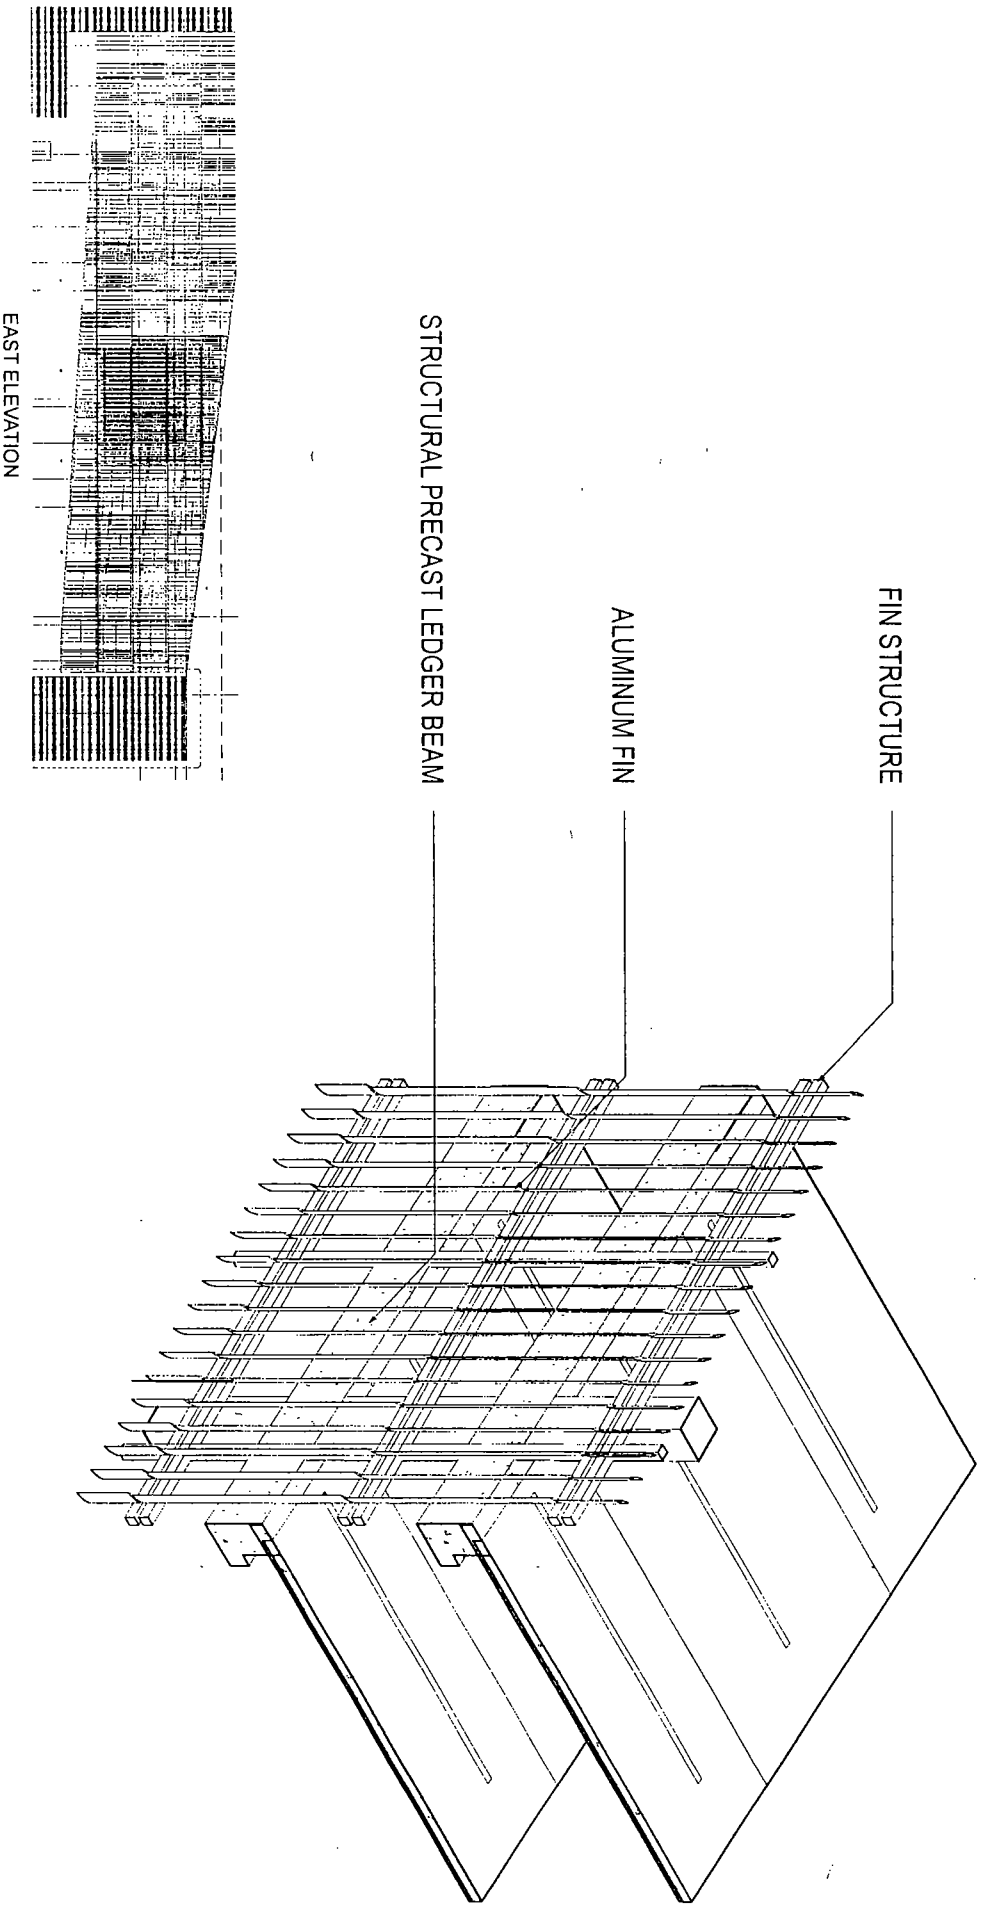 FIN STRUCTURE
ALUMINUM FIN
STRUCTURAL PRECAST LEDGER BEAM
EAST ELEVATION